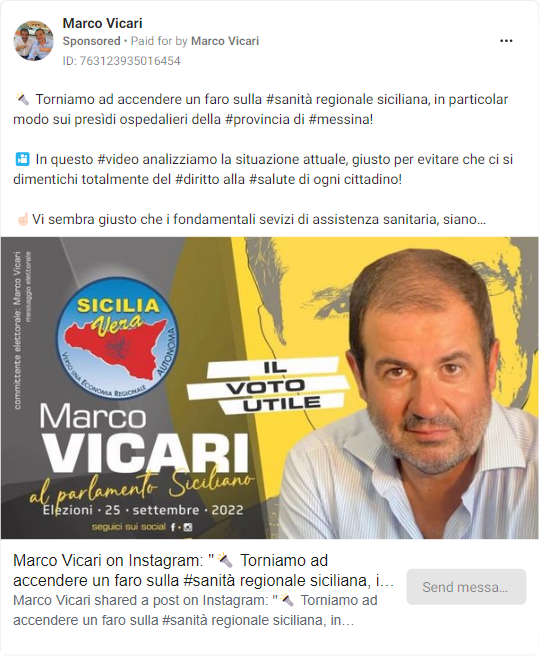 Marco Vicari
Sponsored • Paid for by Marco Vicari
ID: 763123935016454
Torniamo ad accendere un faro sulla #sanità regionale siciliana, in particolar
modo sui presìdi ospedalieri della #provincia di #messina!
In questo #video analizziamo la situazione attuale, giusto per evitare che ci si
dimentichi totalmente del #diritto alla #salute di ogni cittadino!
Vi sembra giusto che i fondamentali sevizi di assistenza sanitaria, siano...
committente elettorale: Marco Vicari
messaggio elettorale
SICILIA
Vera
VERSO UNA ECONOMIA REGIONALE AUTONOMA
IL
VOTO
UTILE
Marco
VICARI
al parlamento Siciliano
Elezioni • 25 • settembre • 2022
seguici sui social
Marco Vicari on Instagram: "🔦 Torniamo ad
accendere un faro sulla #sanità regionale siciliana, i...
Marco Vicari shared a post on Instagram: "🔦 Torniamo ad
accendere un faro sulla #sanità regionale siciliana, in...
Send messa...